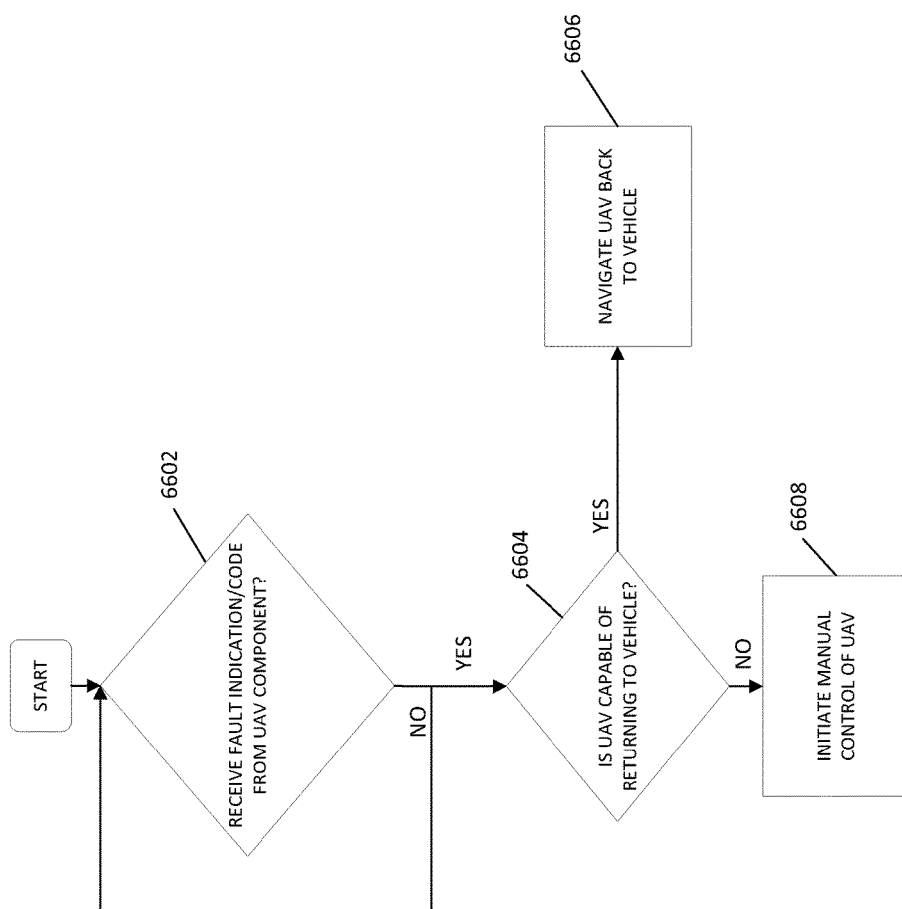 START
6602
RECEIVE FAULT INDICATION/CODE
FROM UAV COMPONENT?
NO
YES
6604
IS UAV CAPABLE OF
RETURNING TO VEHICLE?
YES
6606
NAVIGATE UAV BACK
TO VEHICLE
NO
6608
INITIATE MANUAL
CONTROL OF UAV